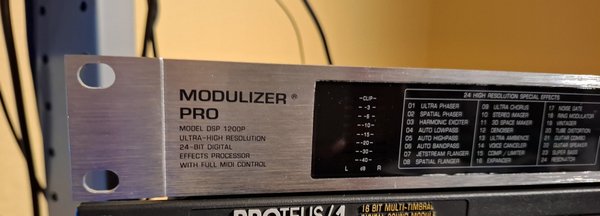 MODULIZER®
PRO
MODEL DSP 1200P
ULTRA-HIGH RESOLUTION
24-BIT DIGITAL
EFFECTS PROCESSOR
WITH FULL MIDI CONTROL
CLIP
-3
-6
-10
-15
-20
-30
-40
L dB R
24 HIGH RESOLUTION SPECIAL EFFECTS
01 ULTRA PHASER
02 SPATIAL PHASER
03 HARMONIC EXCITER
04 AUTO LOWPASS
05 AUTO HIGHPASS
06 AUTO BANDPASS
07 JETSTREAM FLANGER
08 SPATIAL FLANGER
09 ULTRA CHORUS
10 STEREO IMAGER
11 3D SPACE MAKER
12 DENOISER
13 AMBIENCE
14 VOICE CANCELER
15 COMP / LIMITER
16 EXPANDER
17 NOISE GATE
18 RING MODULATOR
19 VINTAGER
20 TUBE DISTORTION
21 GUITAR COMBO
22 GUITAR SPEAKER
23 SUPER BASS
24 RESONATOR
PROTEUS/1
16 BIT MULTI-TIMBRAL